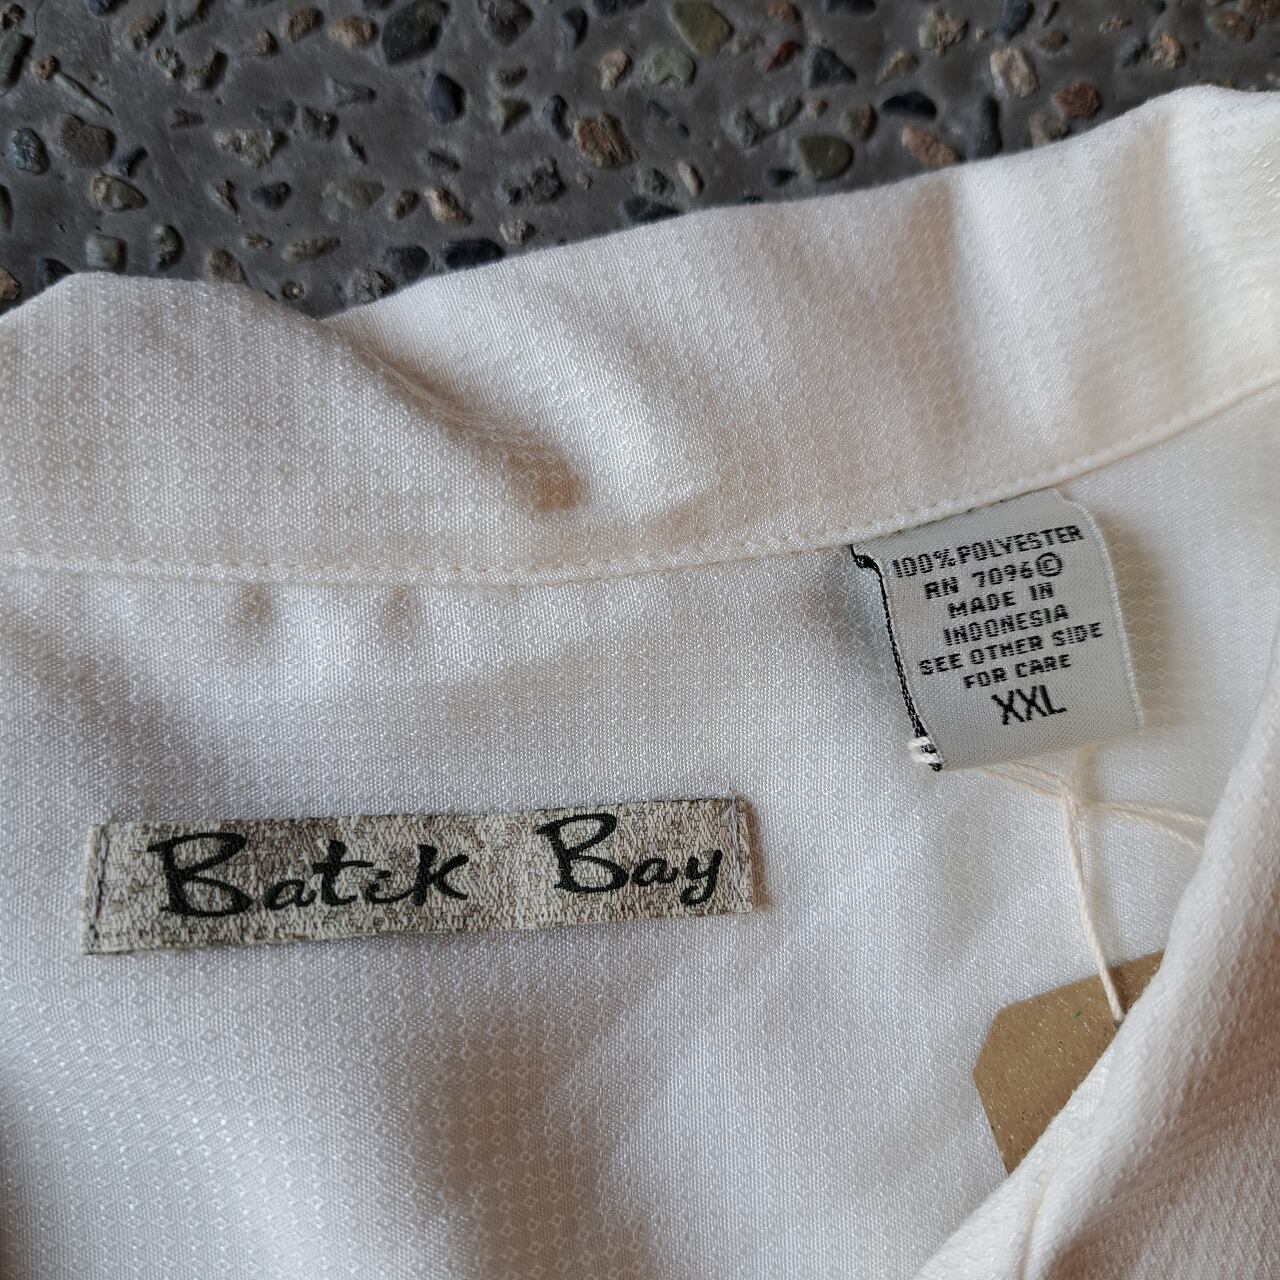 100% POLYESTER
RN 7096©
MADE IN
INDONESIA
SEE OTHER SIDE
FOR CARE
XXL
Batik Bay